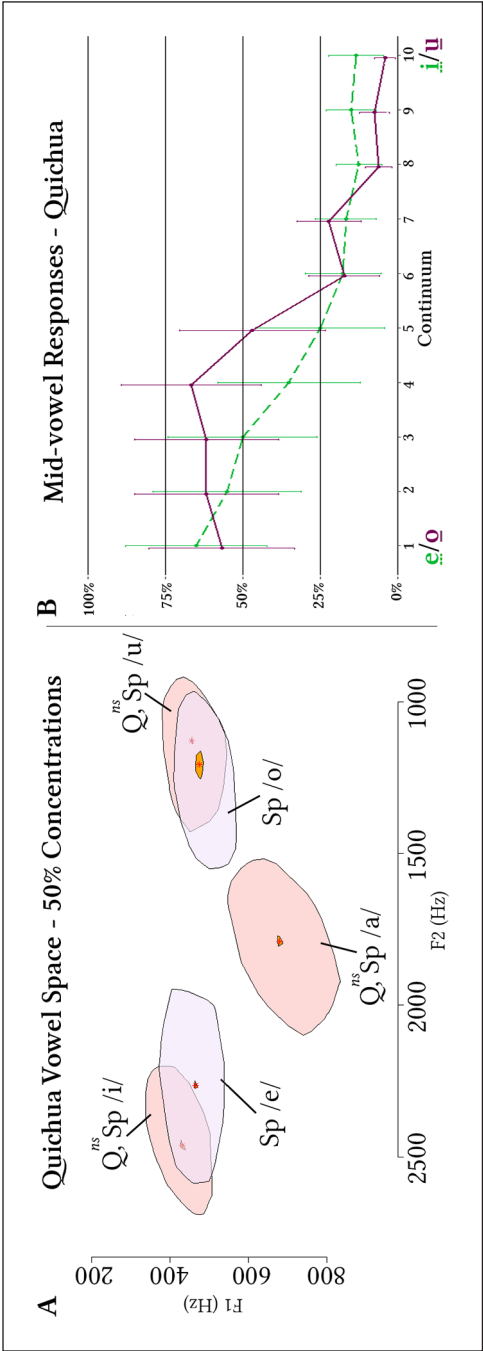 A
Quichua Vowel Space - 50% Concentrations
200
400
600
800
F1 (Hz)
Q, Sp /i/
ns
Sp /e/
Q, Sp /a/
ns
Sp /o/
Q, Sp /u/
ns
2500
2000
1500
1000
F2 (Hz)
B
Mid-vowel Responses - Quichua
100%
75%
50%
25%
0%
1 2 3 4 5 6 7 8 9 10
e/o
Continuum
i/u